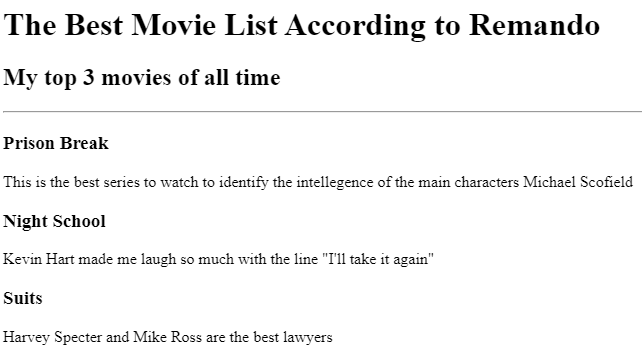 The Best Movie List According to Remando
My top 3 movies of all time
Prison Break
This is the best series to watch to identify the intellegence of the main characters Michael Scofield
Night School
Kevin Hart made me laugh so much with the line "I'll take it again"
Suits
Harvey Specter and Mike Ross are the best lawyers